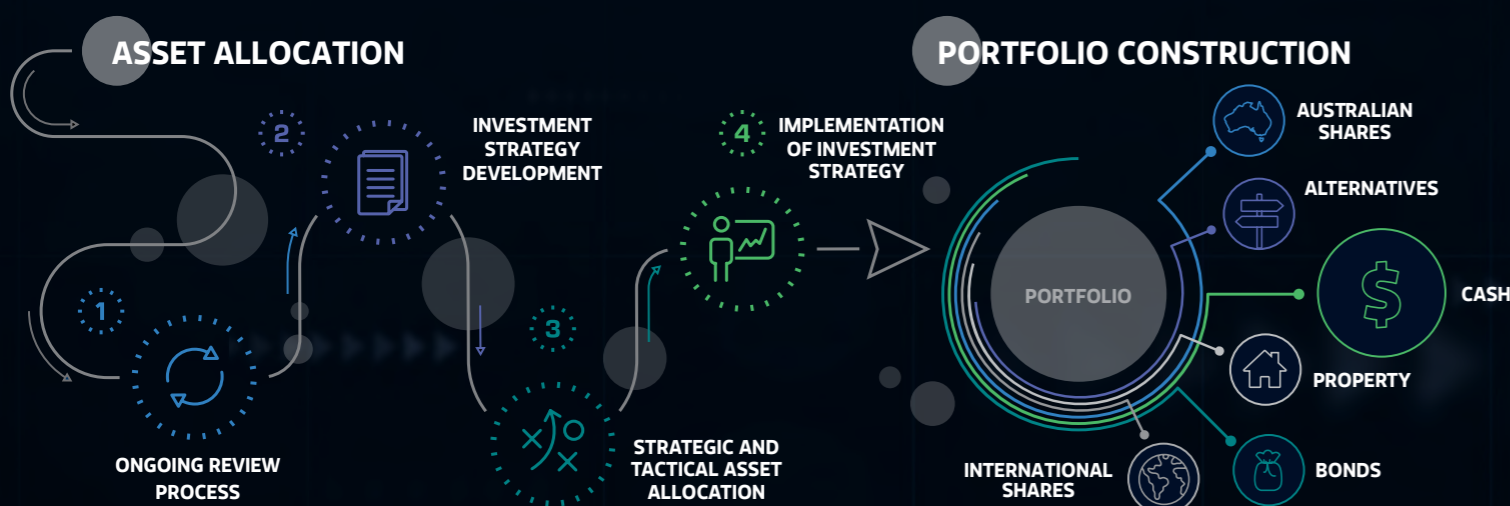 ASSET ALLOCATION
1
ONGOING REVIEW
PROCESS
2
INVESTMENT
STRATEGY
DEVELOPMENT
3
STRATEGIC AND
TACTICAL ASSET
ALLOCATION
4
IMPLEMENTATION
OF INVESTMENT
STRATEGY
PORTFOLIO CONSTRUCTION
PORTFOLIO
AUSTRALIAN
SHARES
ALTERNATIVES
$
CASH
PROPERTY
BONDS
INTERNATIONAL
SHARES